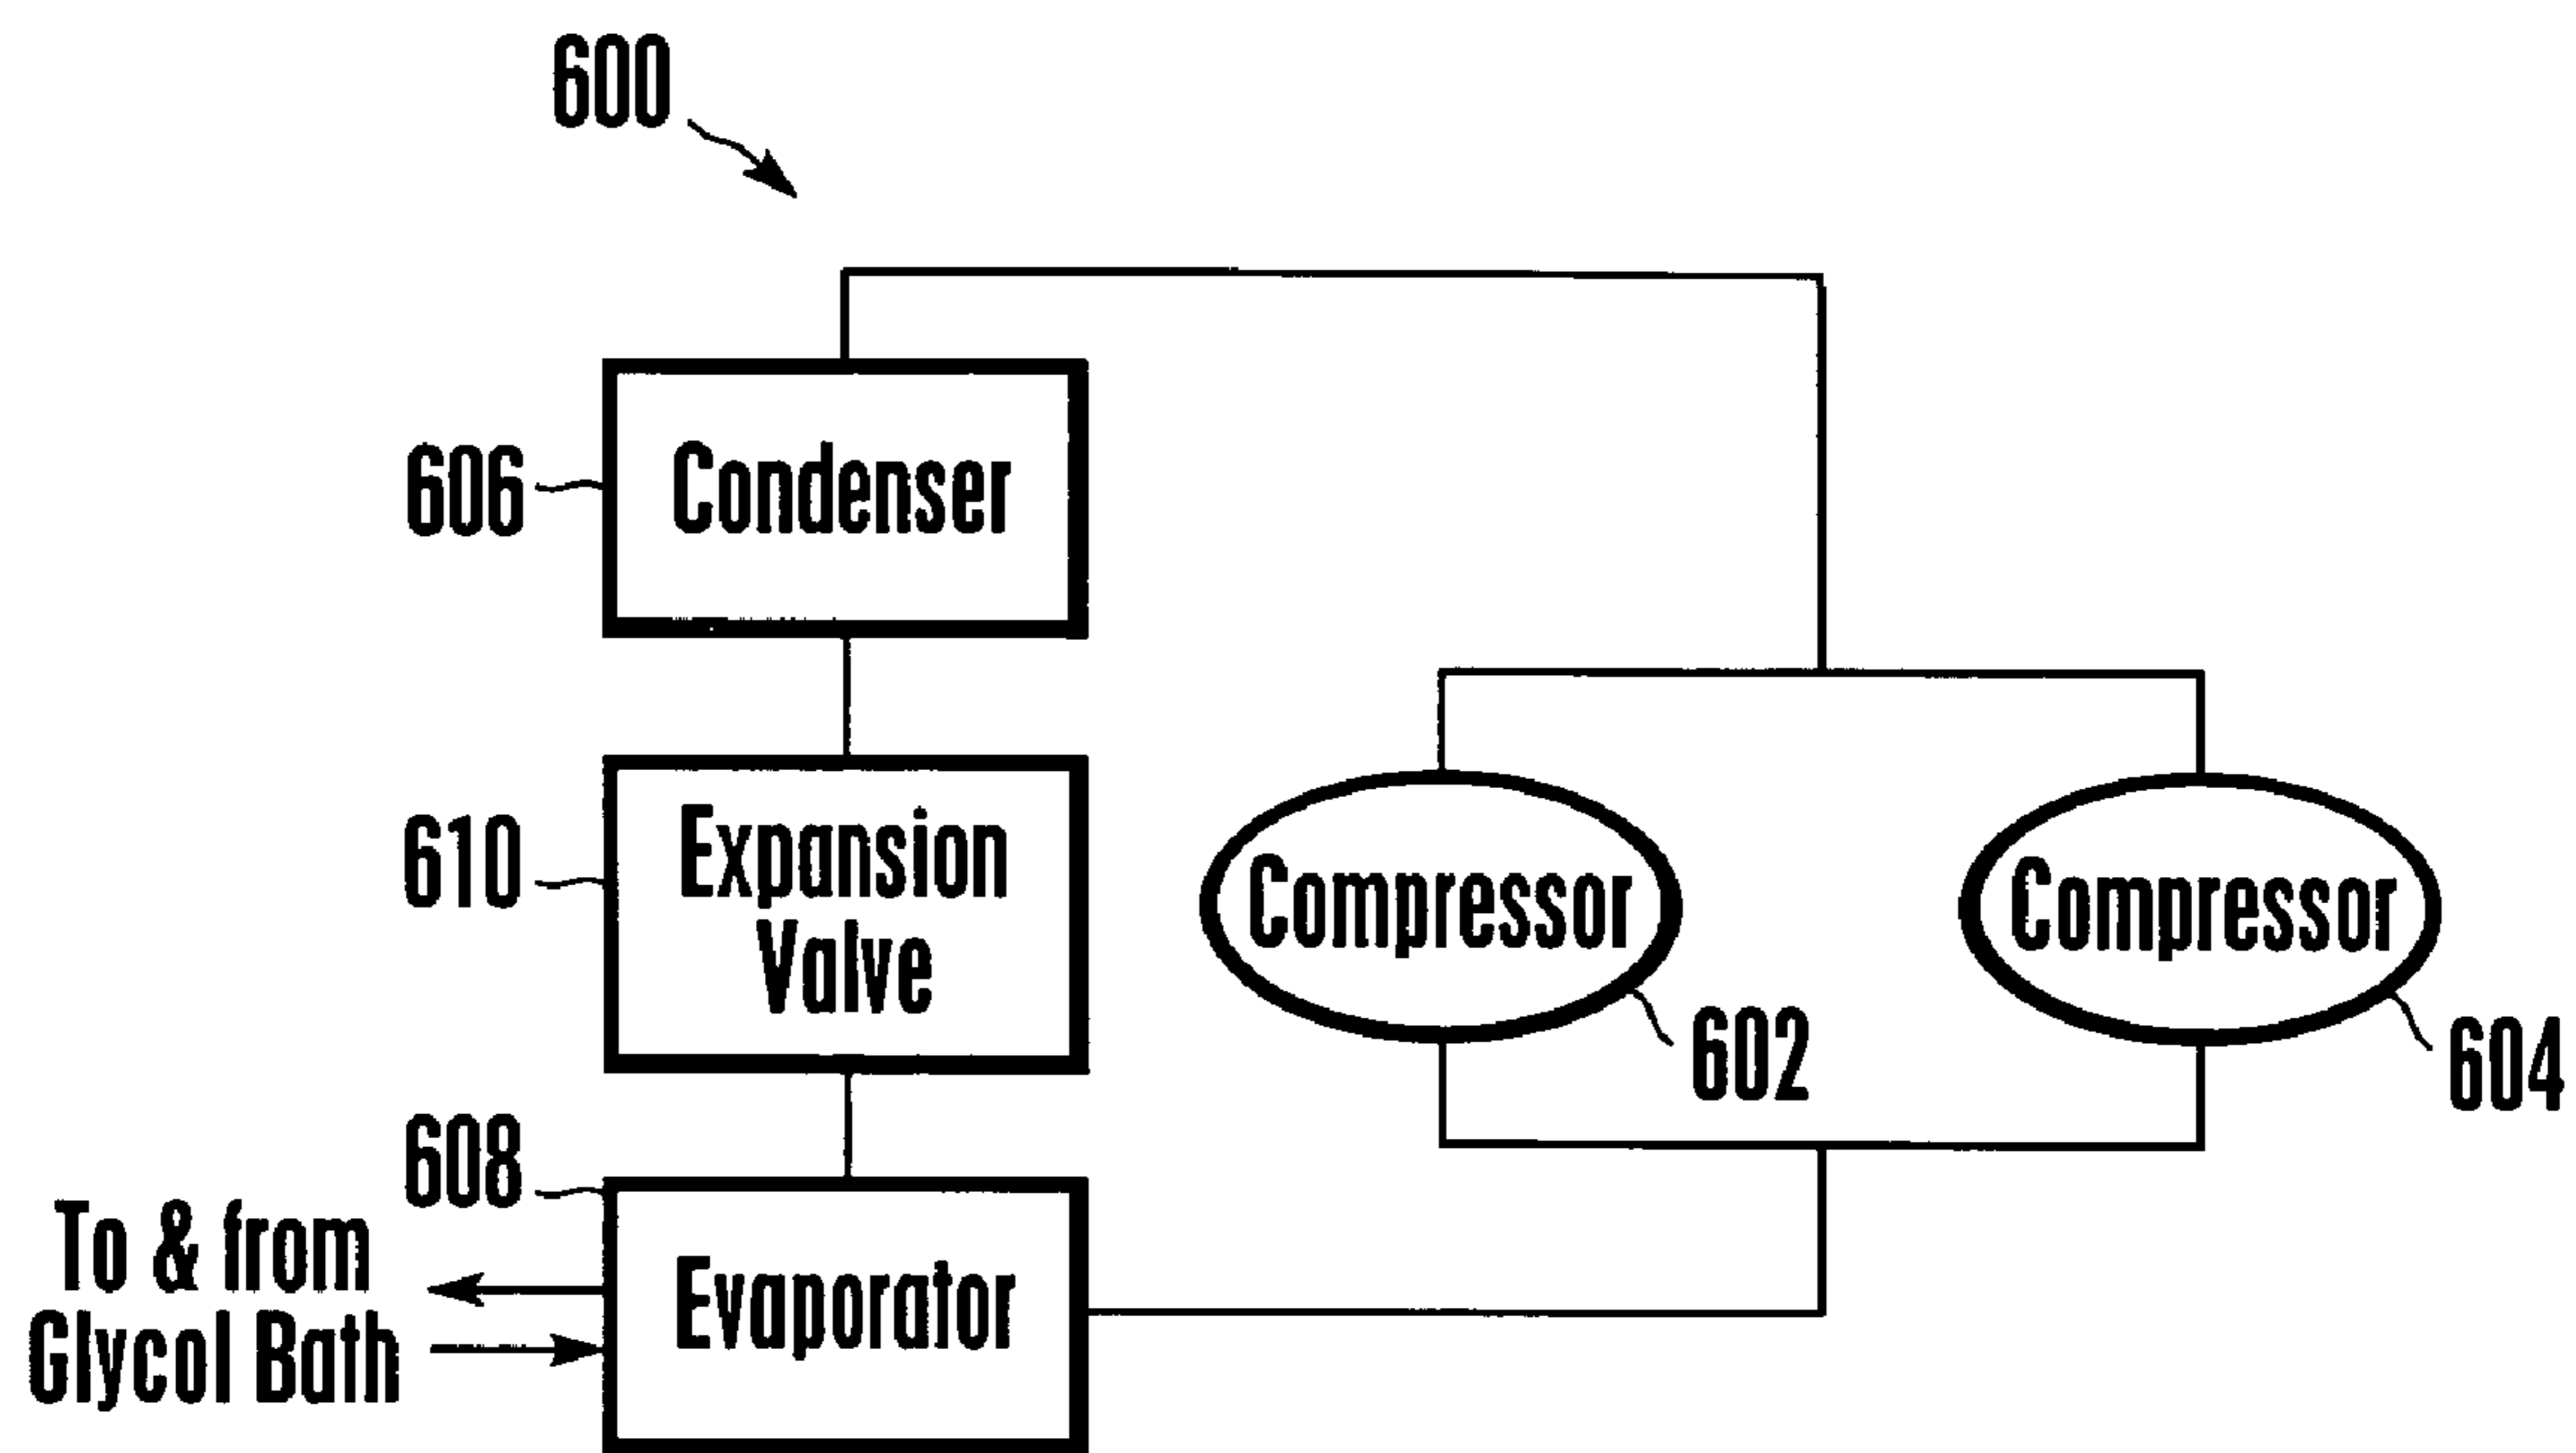 600
606
Condenser
610
Expansion
Valve
Compressor
602
Compressor
604
608
Evaporator
To & from
Glycol Bath